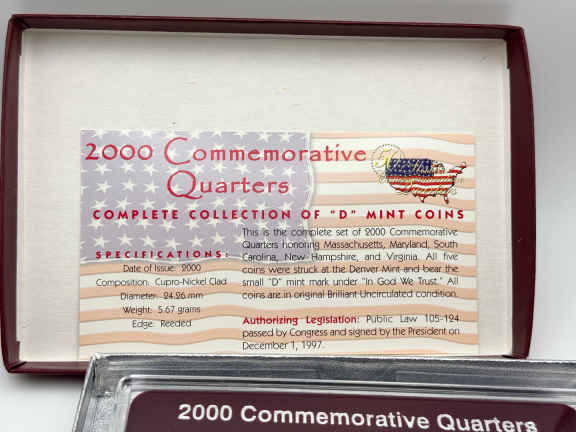 2000 Commemorative
Quarters
COMPLETE COLLECTION OF "D" MINT COINS
SPECIFICATIONS:
Date of Issue: 2000
Composition: Cupro-Nickel Clad
Diameter: 24.26 mm
Weight: 5.67 grams
Edge: Reeded
This is the complete set of 2000 Commemorative
Quarters honoring Massachusetts, Maryland, South
Carolina, New Hampshire, and Virginia. All five
coins were struck at the Denver Mint and bear the
small "D" mint mark under "In God We Trust." All
coins are in original Brilliant Uncirculated condition.
Authorizing Legislation: Public Law 105-124
passed by Congress and signed by the President on
December 1, 1997.
2000 Commemorative Quarters